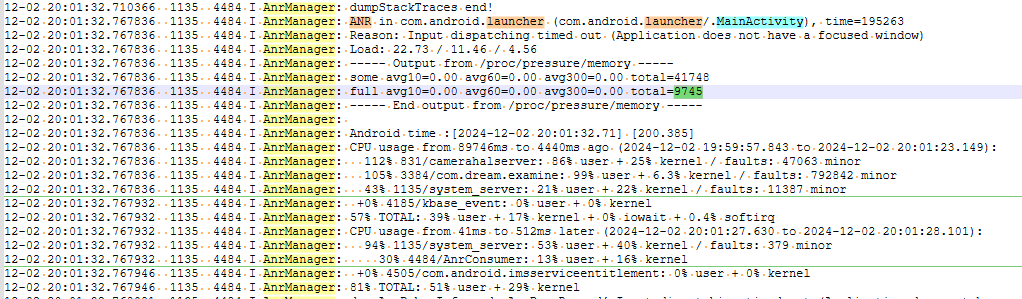 12-02 20:01:32.710366 1135 4484 I AnrManager: dumpStackTraces end!
12-02 20:01:32.767836 1135 4484 I AnrManager: ANR in com.android.launcher (com.android.launcher/.MainActivity), time=195263
12-02 20:01:32.767836 1135 4484 I AnrManager: Reason: Input dispatching timed out (Application does not have a focused window)
12-02 20:01:32.767836 1135 4484 I AnrManager: Load: 22.73 / 11.46 / 4.56
12-02 20:01:32.767836 1135 4484 I AnrManager: ----- Output from /proc/pressure/memory -----
12-02 20:01:32.767836 1135 4484 I AnrManager: some avg10=0.00 avg60=0.00 avg300=0.00 total=41748
12-02 20:01:32.767836 1135 4484 I AnrManager: full avg10=0.00 avg60=0.00 avg300=0.00 total=9745
12-02 20:01:32.767836 1135 4484 I AnrManager: ----- End output from /proc/pressure/memory -----
12-02 20:01:32.767836 1135 4484 I AnrManager:
12-02 20:01:32.767836 1135 4484 I AnrManager: Android time :[2024-12-02 20:01:32.71] [200.385]
12-02 20:01:32.767836 1135 4484 I AnrManager: CPU usage from 89746ms to 4440ms ago (2024-12-02 19:59:57.843 to 2024-12-02 20:01:23.149):
12-02 20:01:32.767836 1135 4484 I AnrManager: 112% 831/camerahalserver: 86% user + 25% kernel / faults: 47063 minor
12-02 20:01:32.767836 1135 4484 I AnrManager: 105% 3384/com.dream.examine: 99% user + 6.3% kernel / faults: 792842 minor
12-02 20:01:32.767836 1135 4484 I AnrManager: 43% 1135/system_server: 21% user + 22% kernel / faults: 11387 minor
12-02 20:01:32.767932 1135 4484 I AnrManager: +0% 4185/kbase_event: 0% user + 0% kernel
12-02 20:01:32.767932 1135 4484 I AnrManager: 57% TOTAL: 39% user + 17% kernel + 0% iowait + 0.4% softirq
12-02 20:01:32.767932 1135 4484 I AnrManager: CPU usage from 41ms to 512ms later (2024-12-02 20:01:27.630 to 2024-12-02 20:01:28.101):
12-02 20:01:32.767932 1135 4484 I AnrManager: 94% 1135/system_server: 53% user + 40% kernel / faults: 379 minor
12-02 20:01:32.767932 1135 4484 I AnrManager: 30% 4484/AnrConsumer: 13% user + 16% kernel
12-02 20:01:32.767946 1135 4484 I AnrManager: +0% 4505/com.android.imsserviceentitlement: 0% user + 0% kernel
12-02 20:01:32.767946 1135 4484 I AnrManager: 81% TOTAL: 51% user + 29% kernel